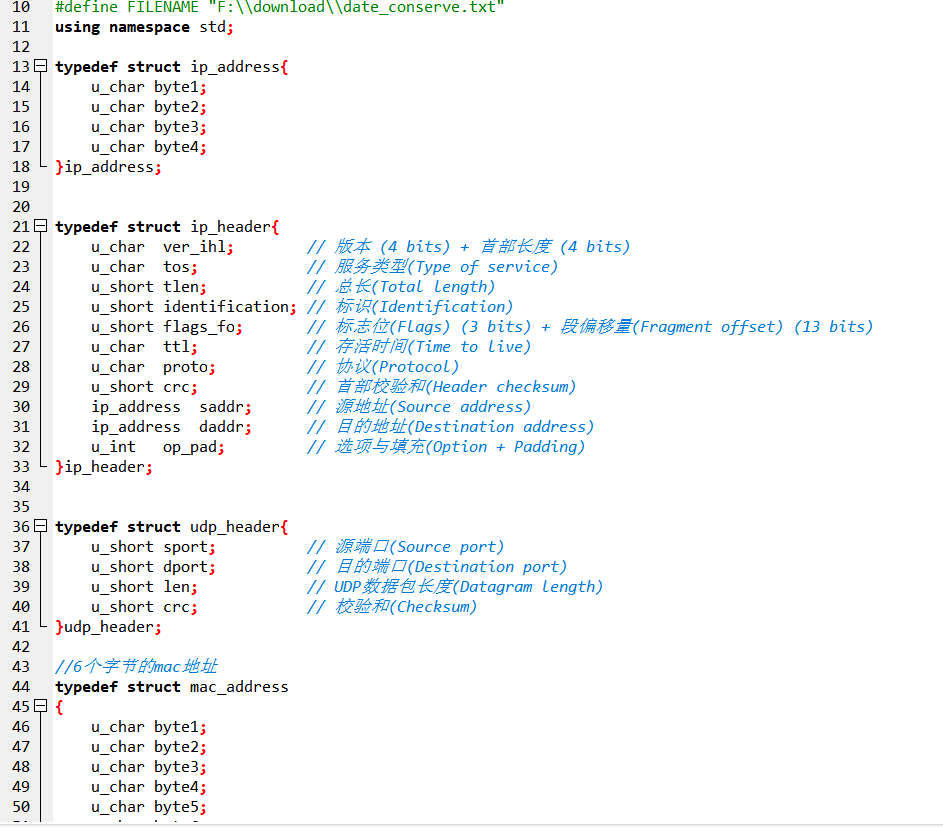 10 #define FILENAME "F:\\download\\date_conserve.txt"
11 using namespace std;
12
13 typedef struct ip_address{
14 u_char byte1;
15 u_char byte2;
16 u_char byte3;
17 u_char byte4;
18 }ip_address;
19
20
21 typedef struct ip_header{
22 u_char  ver_ihl;        // 版本 (4 bits) + 首部长度 (4 bits)
23 u_char  tos;            // 服务类型(Type of service)
24 u_short tlen;           // 总长(Total length)
25 u_short identification; // 标识(Identification)
26 u_short flags_fo;       // 标志位(Flags) (3 bits) + 段偏移量(Fragment offset) (13 bits)
27 u_char  ttl;            // 存活时间(Time to live)
28 u_char  proto;          // 协议(Protocol)
29 u_short crc;            // 首部校验和(Header checksum)
30 ip_address  saddr;      // 源地址(Source address)
31 ip_address  daddr;      // 目的地址(Destination address)
32 u_int   op_pad;         // 选项与填充(Option + Padding)
33 }ip_header;
34
35
36 typedef struct udp_header{
37 u_short sport;          // 源端口(Source port)
38 u_short dport;          // 目的端口(Destination port)
39 u_short len;            // UDP数据包长度(Datagram length)
40 u_short crc;            // 校验和(Checksum)
41 }udp_header;
42
43 //6个字节的mac地址
44 typedef struct mac_address
45 {
46 u_char byte1;
47 u_char byte2;
48 u_char byte3;
49 u_char byte4;
50 u_char byte5;